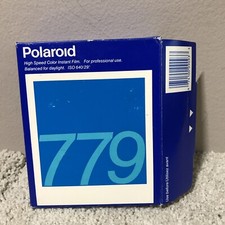 Polaroid
High Speed Color Instant Film. For professional use.
Balanced for daylight. ISO 640/29°
779